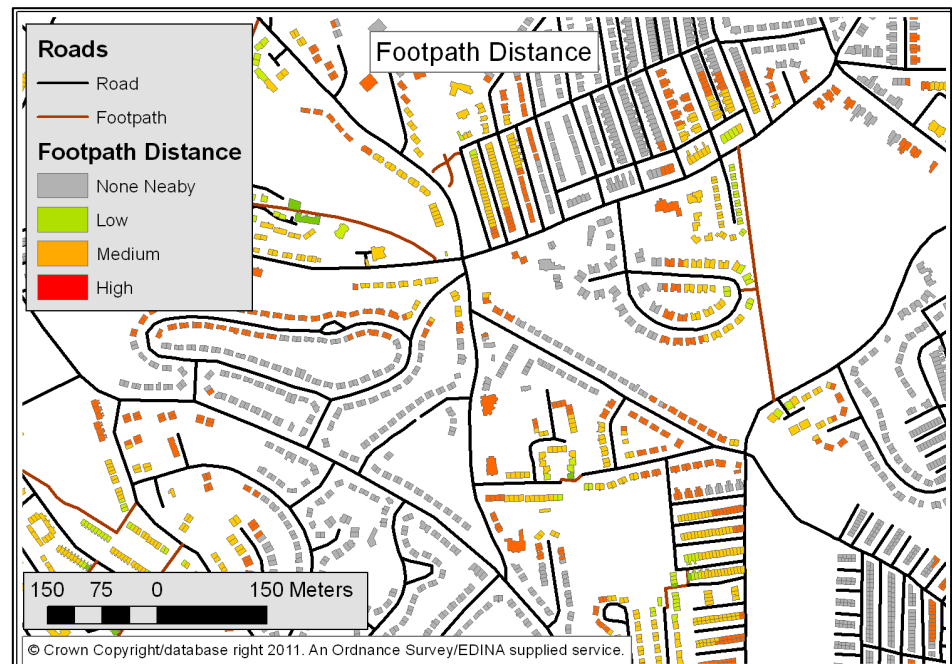 Footpath Distance
Roads
Road
Footpath
Footpath Distance
None Neaby
Low
Medium
High
150 75 0 150 Meters
© Crown Copyright/database right 2011. An Ordnance Survey/EDINA supplied service.